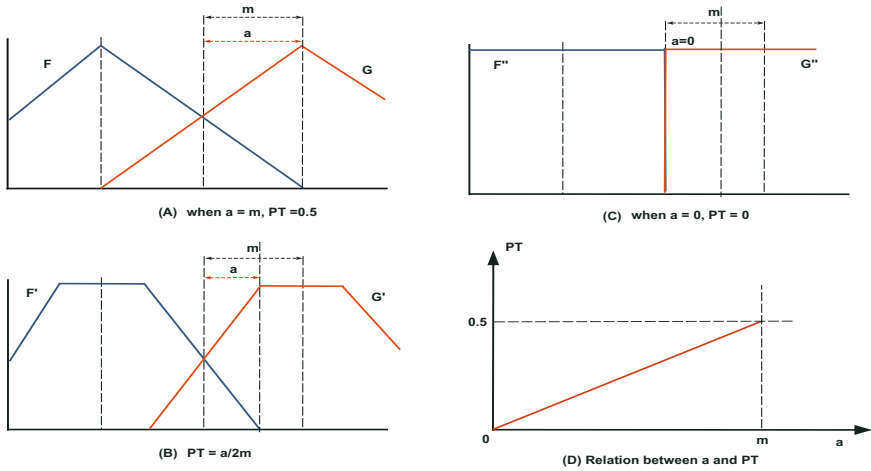 m
a
F
G
(A) when a = m, PT =0.5
m
a=0
F"
G"
(C) when a = 0, PT = 0
m
a
F'
G'
(B) PT = a/2m
PT
0.5
0
m
a
(D) Relation between a and PT